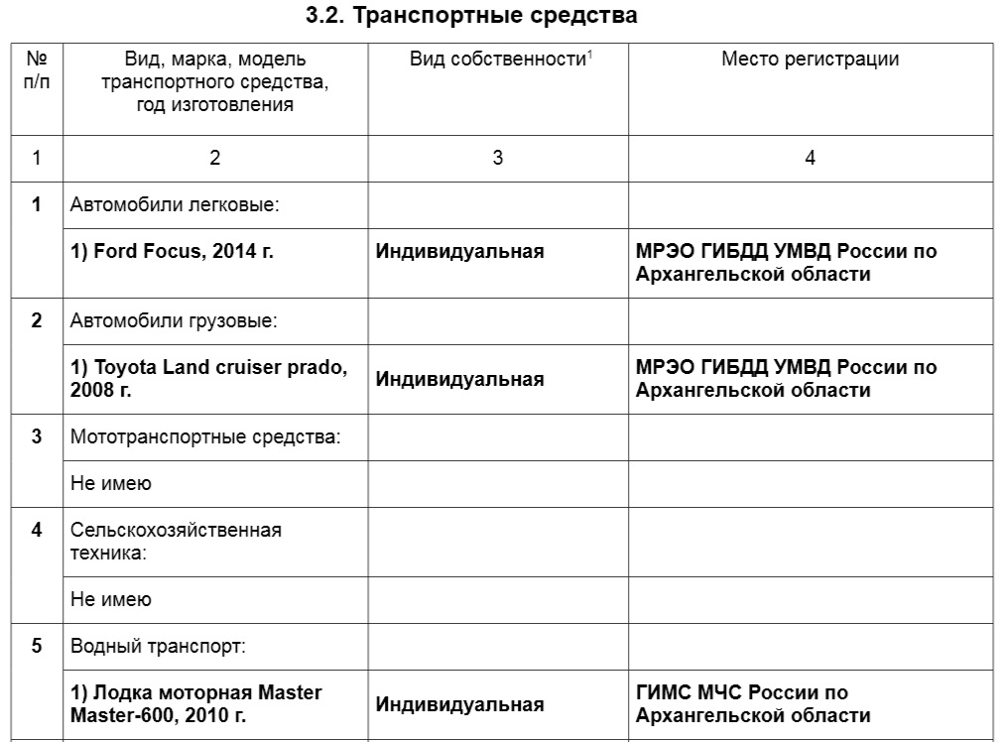 3.2. Транспортные средства
№
п/п
Вид, марка, модель
транспортного средства,
год изготовления
Вид собственности1
Место регистрации
1
2
3
4
1
Автомобили легковые:
1) Ford Focus, 2014 г.
Индивидуальная
МРЭО ГИБДД УМВД России по
Архангельской области
2
Автомобили грузовые:
1) Toyota Land cruiser prado,
2008 г.
Индивидуальная
МРЭО ГИБДД УМВД России по
Архангельской области
3
Мототранспортные средства:
Не имею
4
Сельскохозяйственная
техника:
Не имею
5
Водный транспорт:
1) Лодка моторная Master
Master-600, 2010 г.
Индивидуальная
ГИМС МЧС России по
Архангельской области